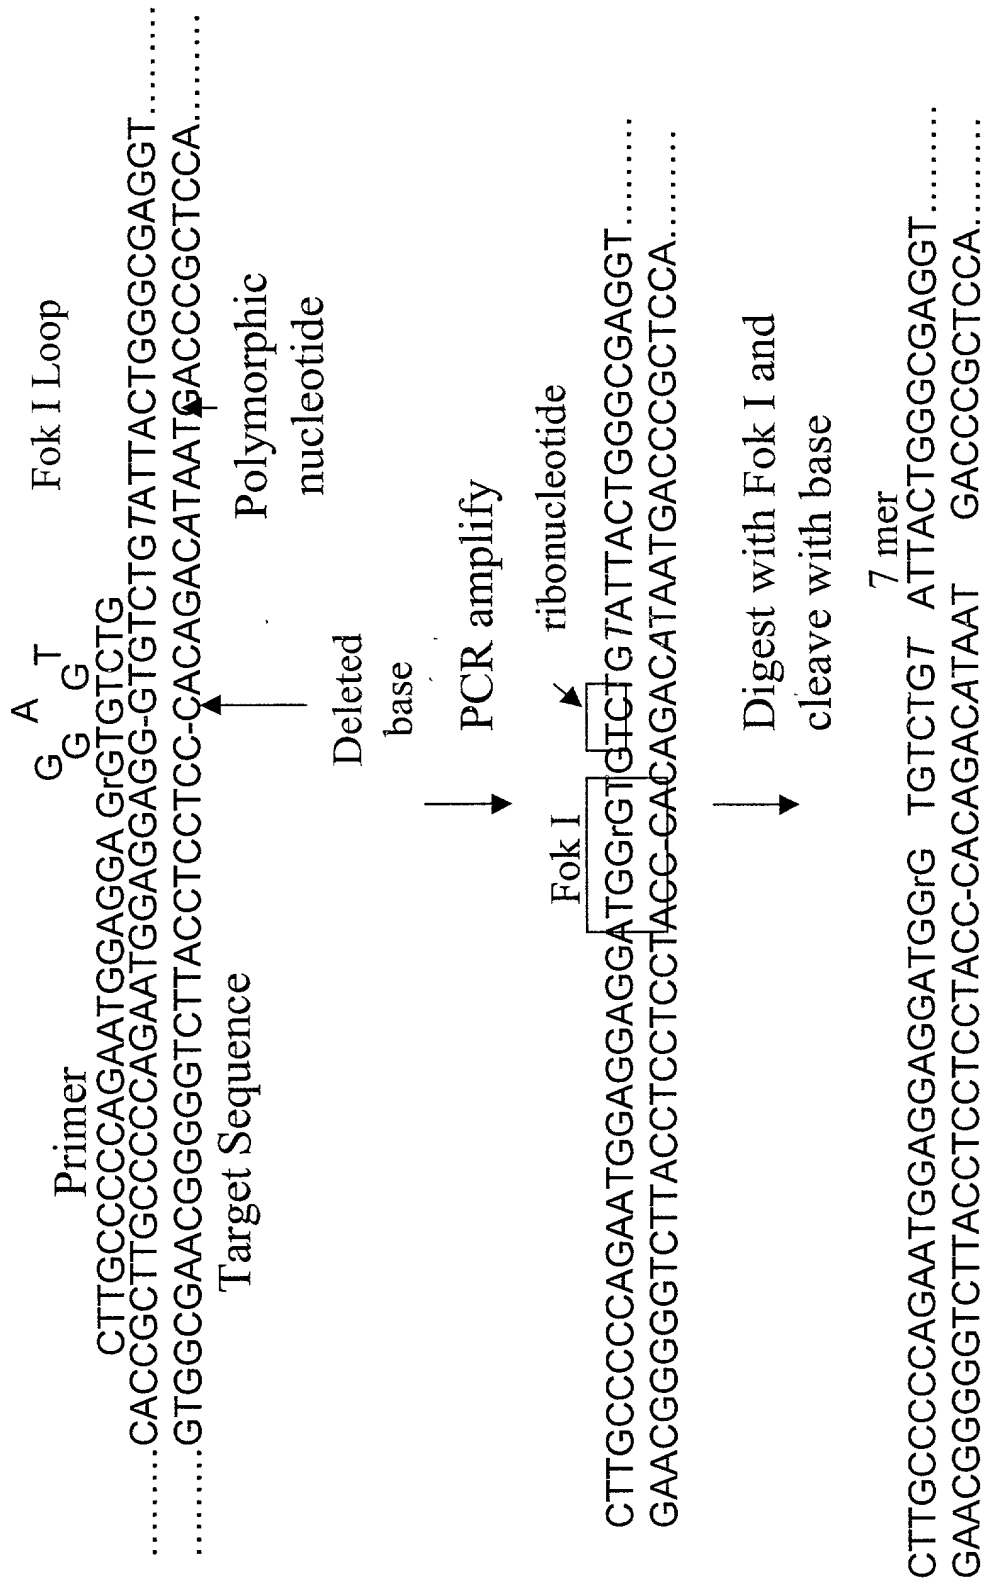 A
G T
G G
Primer
Fok I Loop
CTTGCCCCCAGAATGGAGGA GrGTGTCTG
.........CACCGCTTGCCCCCAGAATGGAGGAGG-GTGTCTGTATTACTGGGCGAGGT.........
.........GTGGCGAACGGGGGTCTTACCTCCTCC-CACAGACATAATGACCCGCTCCA.........
Target Sequence
Deleted
base
Polymorphic
nucleotide
PCR amplify
Fok I
ribonucleotide
CTTGCCCCCAGAATGGAGGAGGATGGrGTGTCTGTATTACTGGGCGAGGT.........
GAACGGGGGTCTTACCTCCTCCTACC-CACAGACATAATGACCCGCTCCA.........
Digest with Fok I and
cleave with base
7 mer
CTTGCCCCCAGAATGGAGGAGGATGGrG TGTCTGT ATTACTGGGCGAGGT.........
GAACGGGGGTCTTACCTCCTCCTACC-CACAGACATAAT GACCCGCTCCA.........